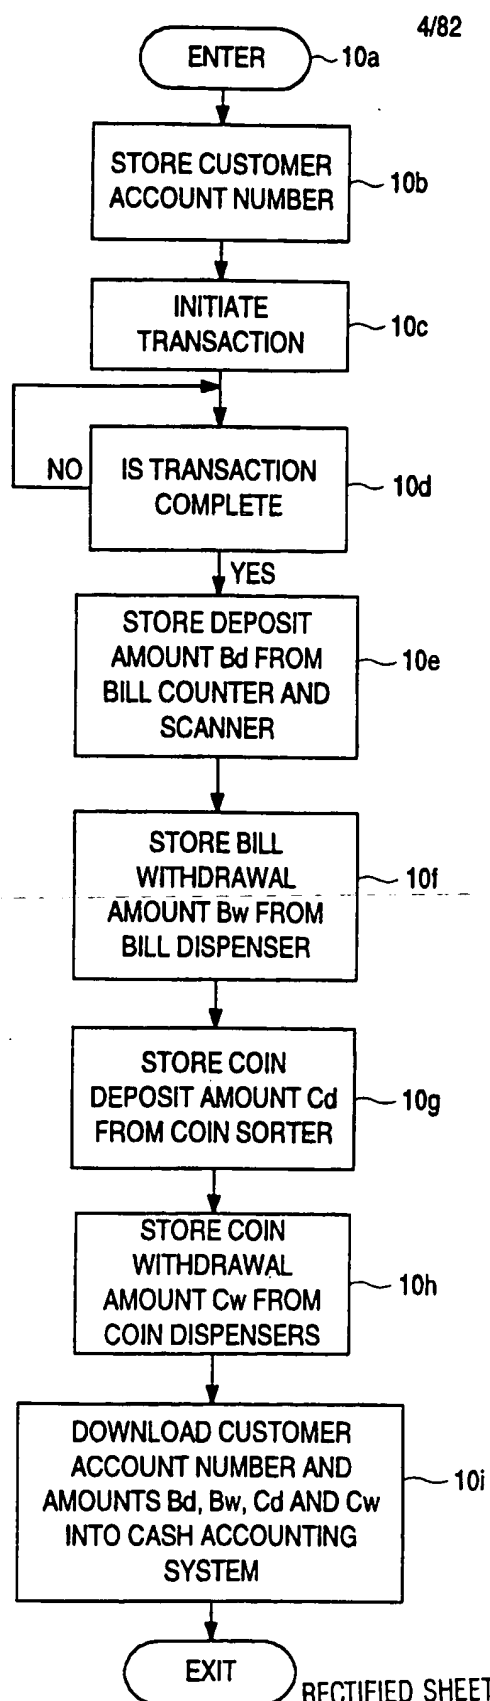 4/82
ENTER
10a
STORE CUSTOMER
ACCOUNT NUMBER
10b
INITIATE
TRANSACTION
10c
NO
IS TRANSACTION
COMPLETE
10d
YES
STORE DEPOSIT
AMOUNT Bd FROM
BILL COUNTER AND
SCANNER
10e
STORE BILL
WITHDRAWAL
AMOUNT Bw FROM
BILL DISPENSER
10f
STORE COIN
DEPOSIT AMOUNT Cd
FROM COIN SORTER
10g
STORE COIN
WITHDRAWAL
AMOUNT Cw FROM
COIN DISPENSERS
10h
DOWNLOAD CUSTOMER
ACCOUNT NUMBER AND
AMOUNTS Bd, Bw, Cd AND Cw
INTO CASH ACCOUNTING
SYSTEM
10i
EXIT
RECTIFIED SHEET